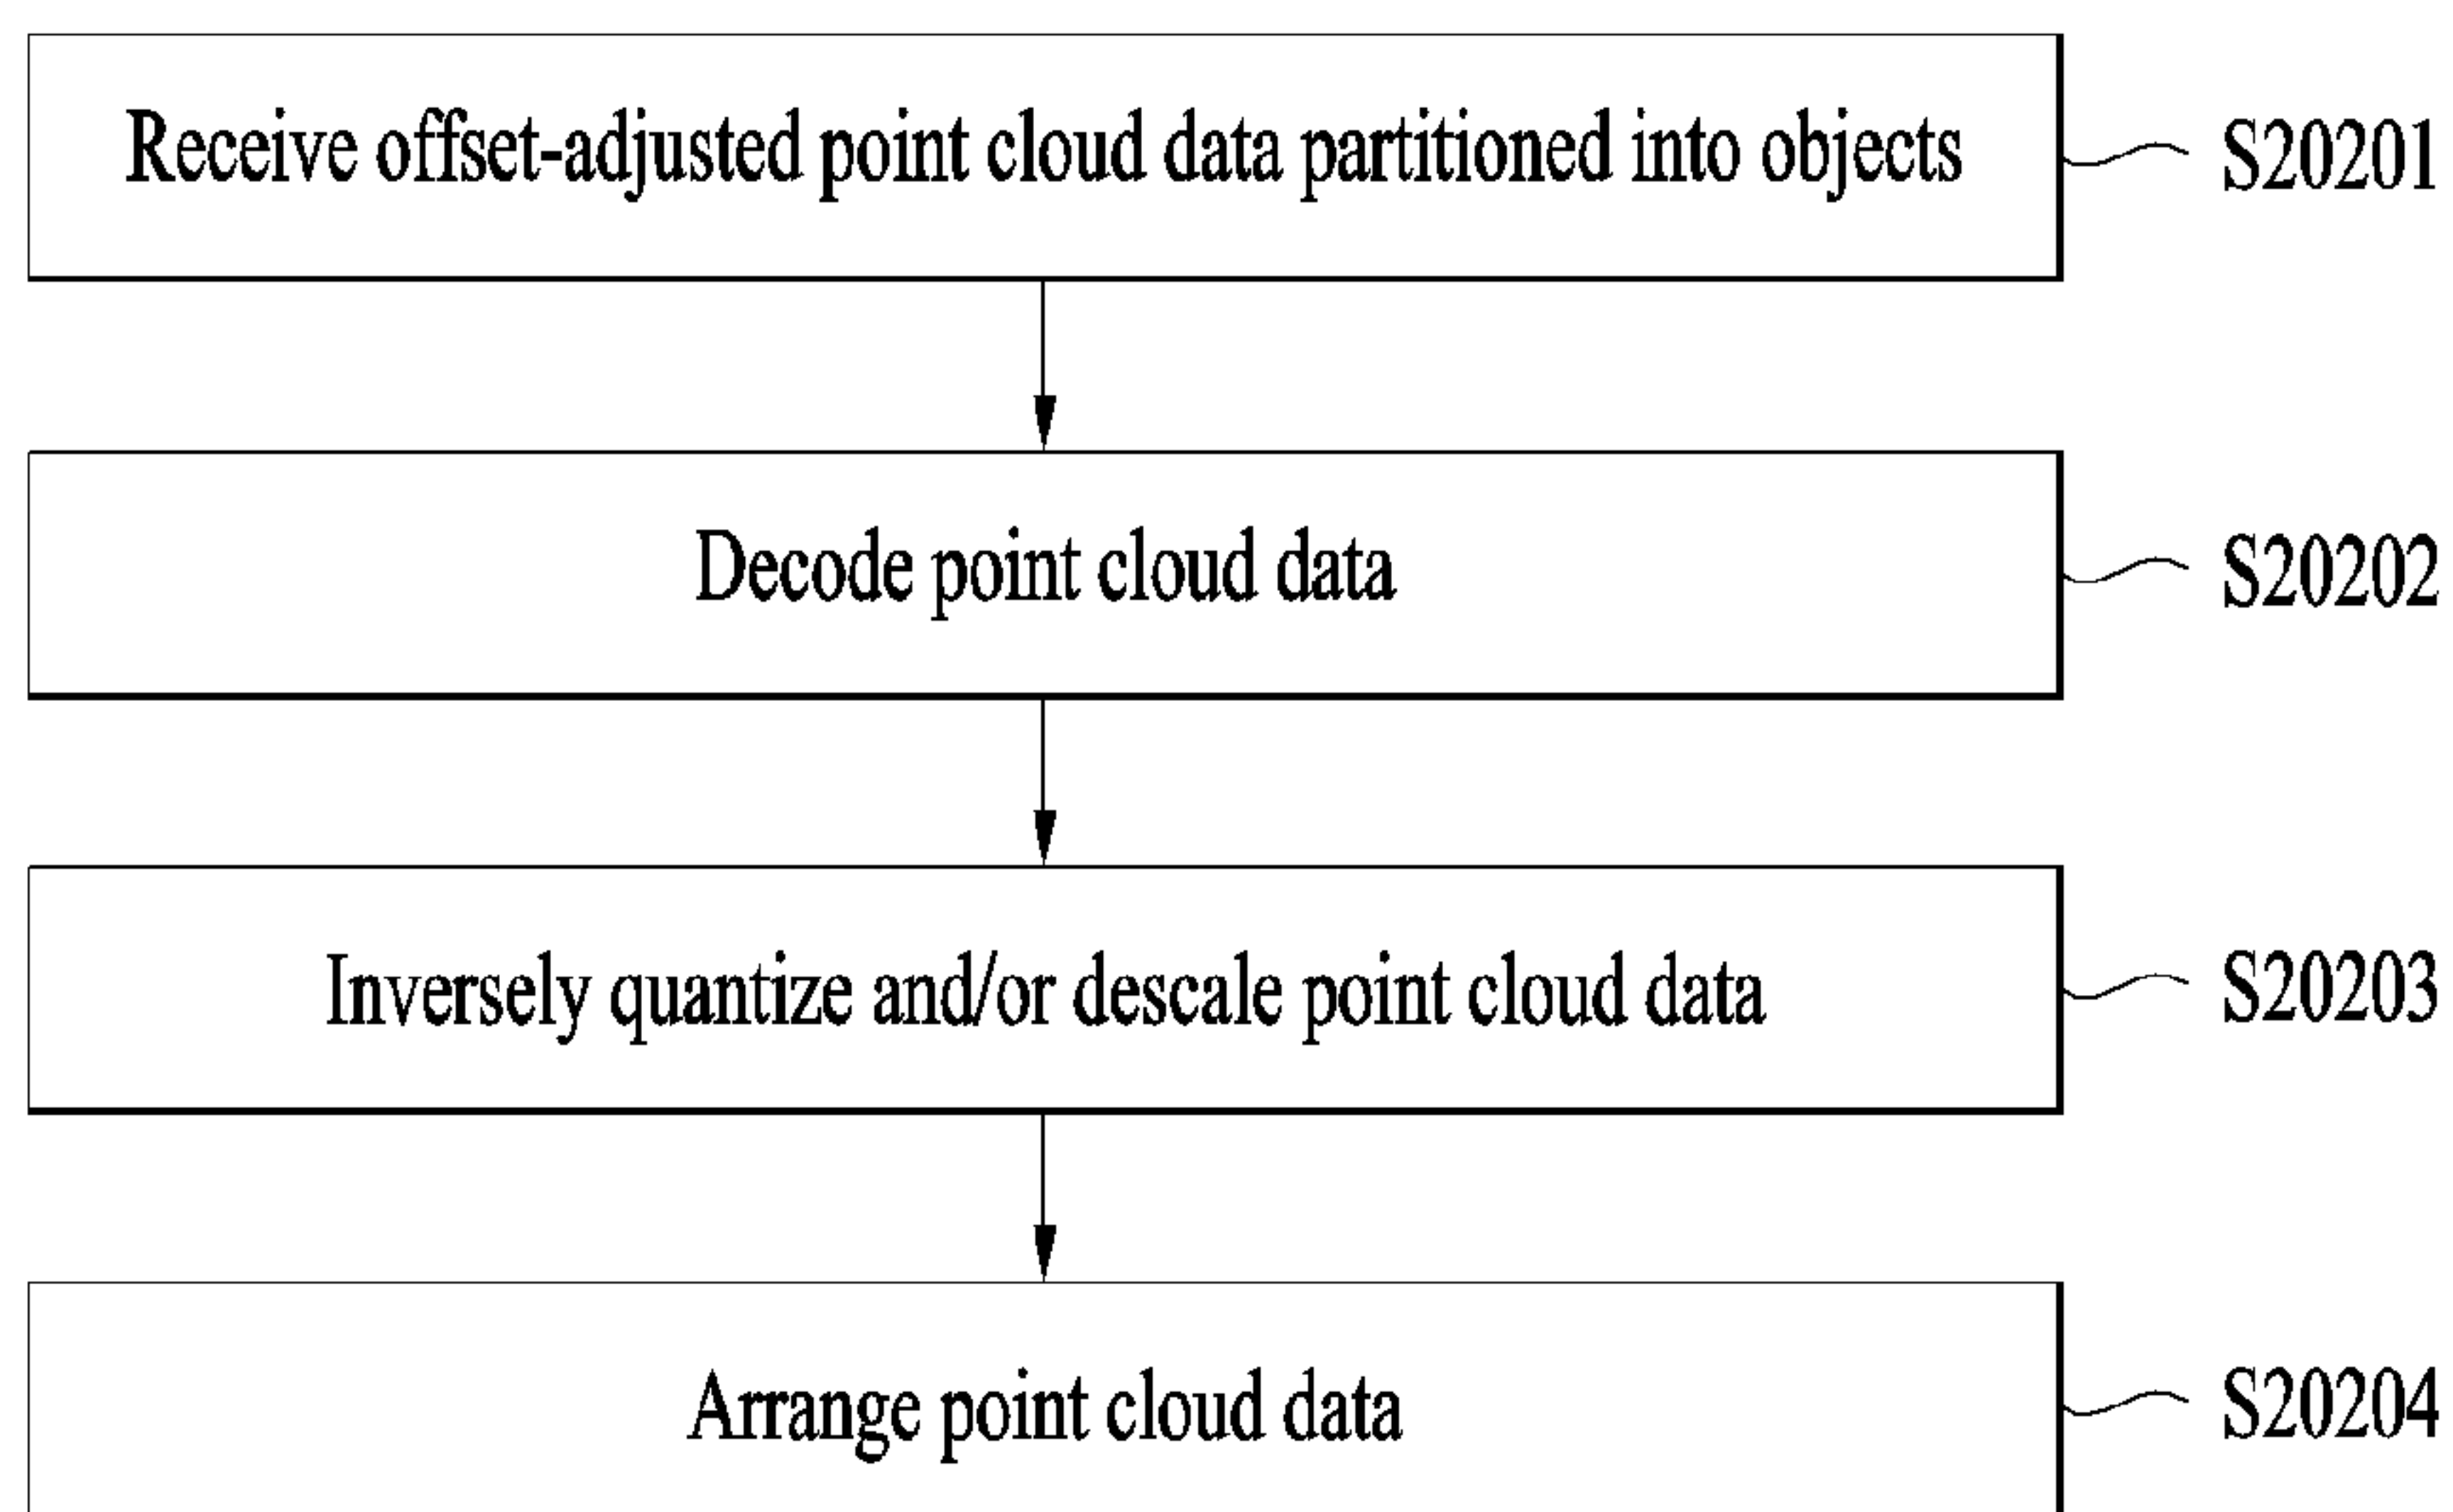 Receive offset-adjusted point cloud data partitioned into objects S20201
Decode point cloud data S20202
Inversely quantize and/or descale point cloud data S20203
Arrange point cloud data S20204